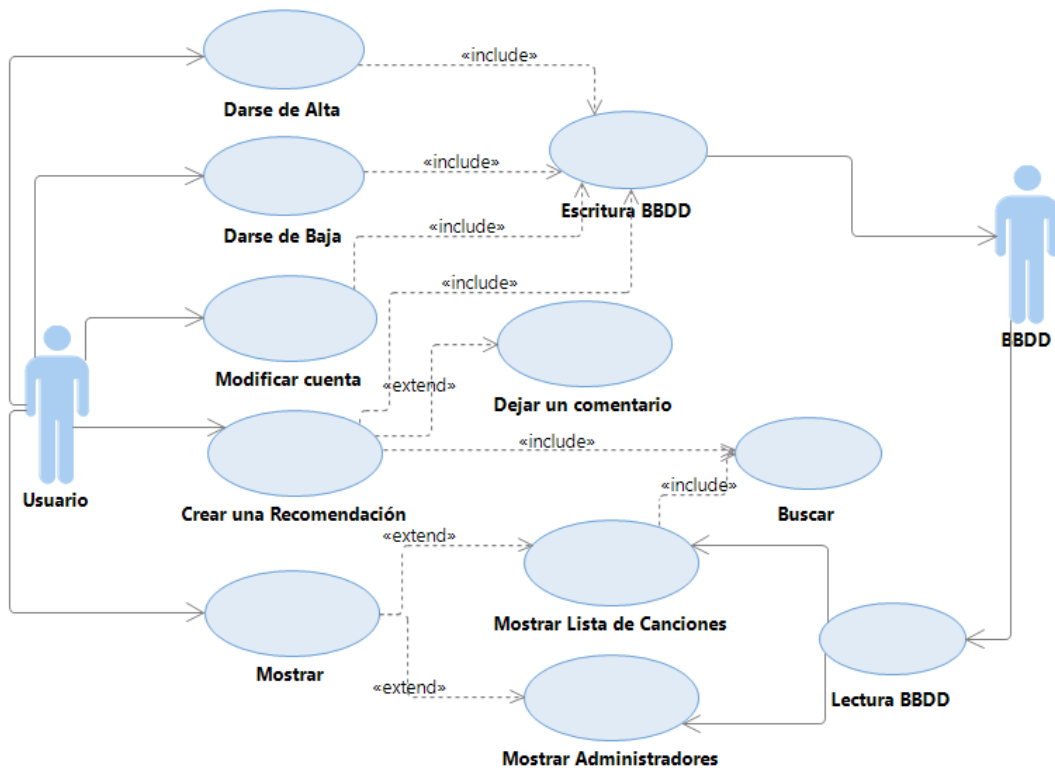 «include»
Darse de Alta
«include»
Escritura BBDD
Darse de Baja
«include»
«include»
BBDD
Modificar cuenta
«extend»
Dejar un comentario
«include»
Usuario
Crear una Recomendación
«include»
Buscar
«extend»
Mostrar Lista de Canciones
Mostrar
«extend»
Lectura BBDD
Mostrar Administradores